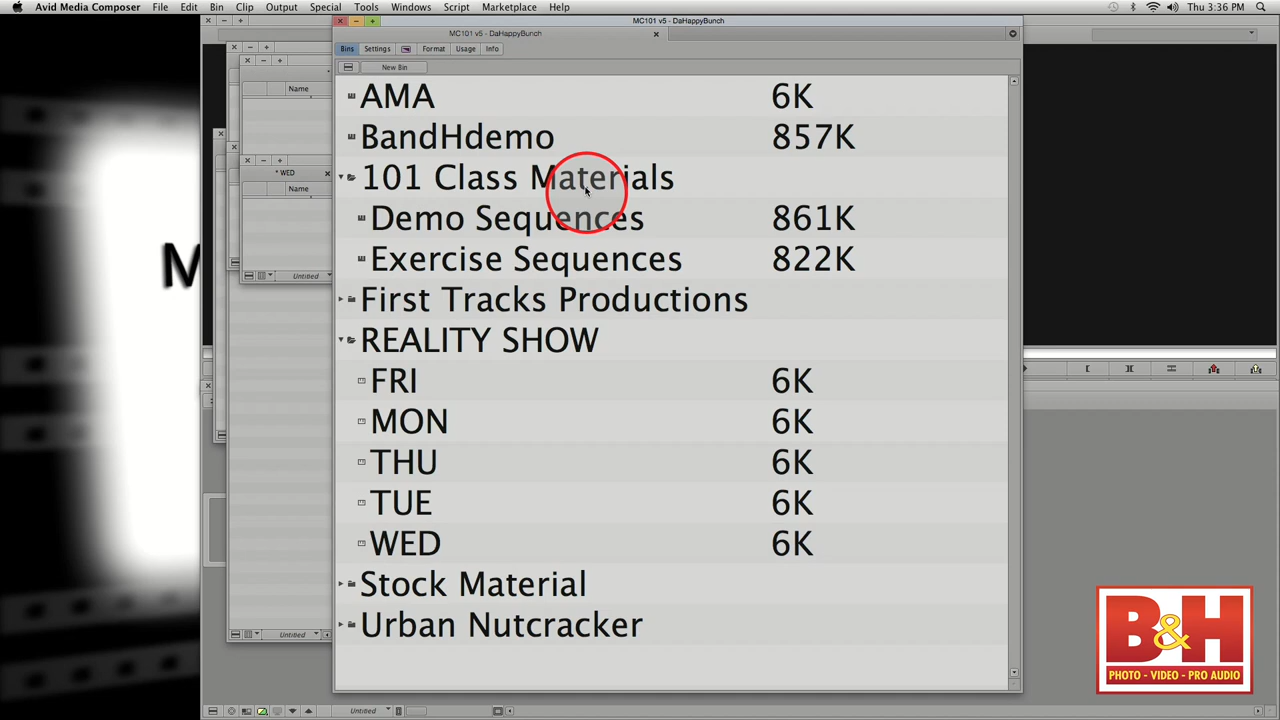 Avid Media Composer File Edit Bin Clip Output Special Tools Windows Script Marketplace Help Thu 3:36 PM
MC101 v5 - DaHappyBunch
MC101 v5 - DaHappyBunch
Bins Settings Format Usage Info
New Bin
Name
* WED
Name
Untitled
Untitled
AMA 6K
BandHdemo 857K
101 Class Materials
Demo Sequences 861K
Exercise Sequences 822K
First Tracks Productions
REALITY SHOW
FRI 6K
MON 6K
THU 6K
TUE 6K
WED 6K
Stock Material
Urban Nutcracker
M
Untitled
B&H
PHOTO - VIDEO - PRO AUDIO